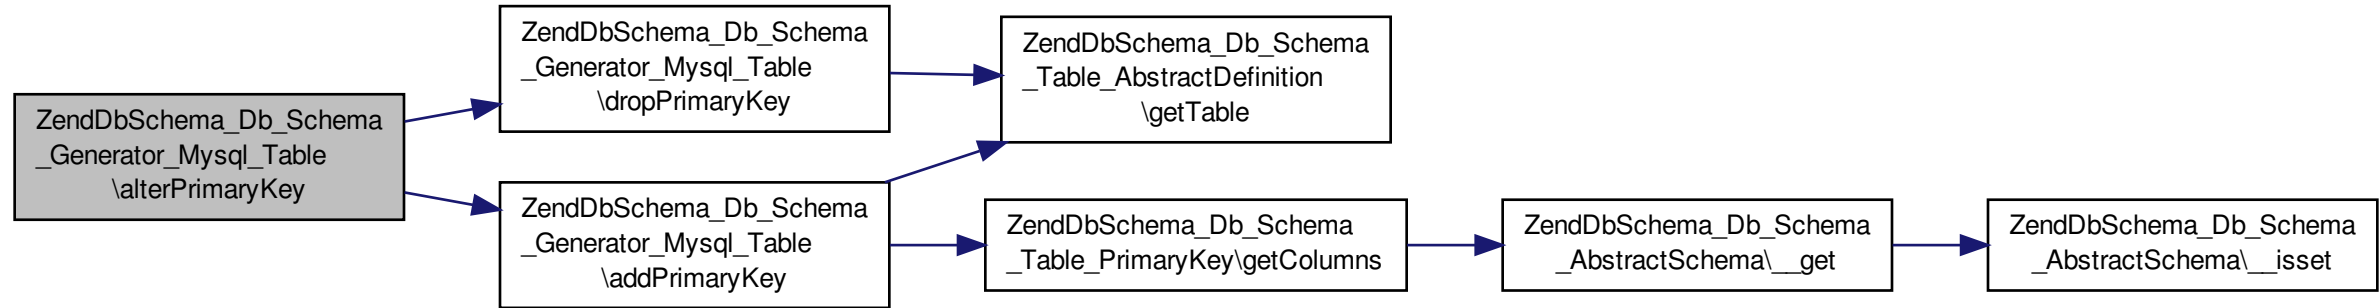 ZendDbSchema_Db_Schema
_Generator_Mysql_Table
\alterPrimaryKey
ZendDbSchema_Db_Schema
_Generator_Mysql_Table
\dropPrimaryKey
ZendDbSchema_Db_Schema
_Generator_Mysql_Table
\addPrimaryKey
ZendDbSchema_Db_Schema
_Table_AbstractDefinition
\getTable
ZendDbSchema_Db_Schema
_Table_PrimaryKey\getColumns
ZendDbSchema_Db_Schema
_AbstractSchema\__get
ZendDbSchema_Db_Schema
_AbstractSchema\__isset